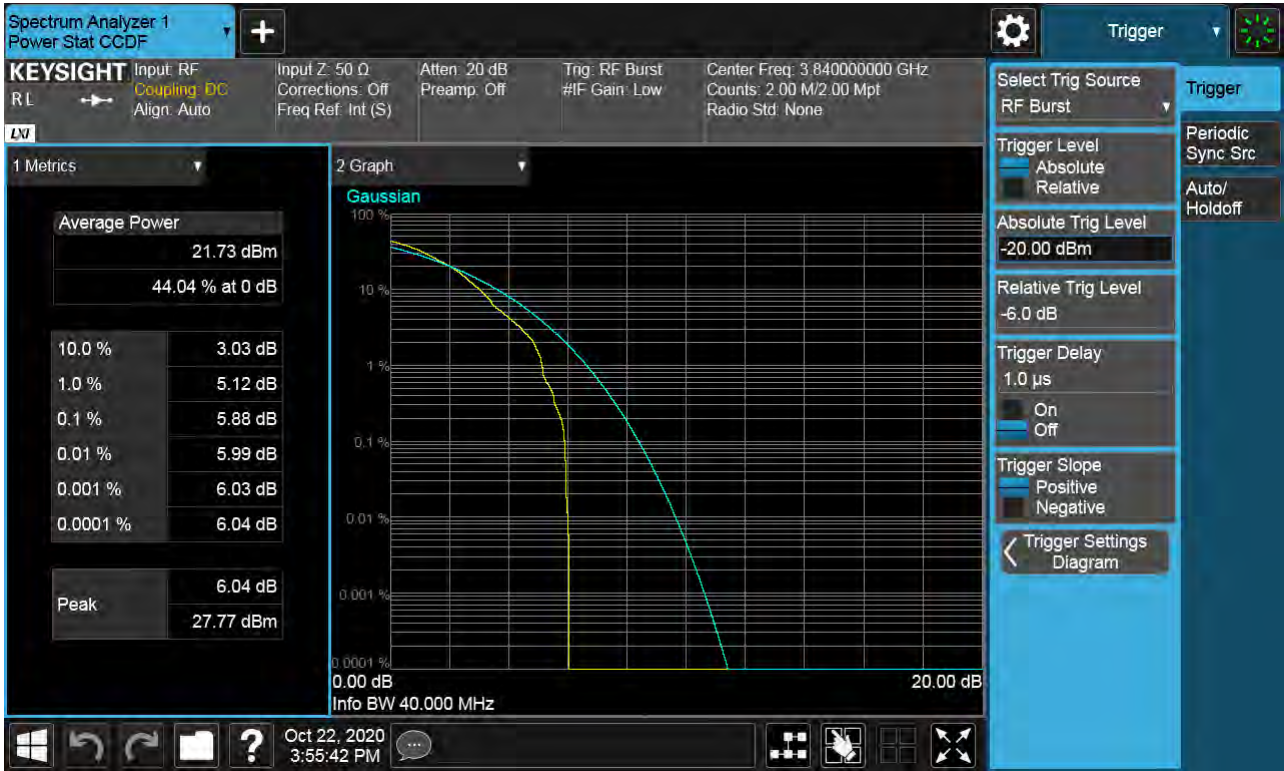 Spectrum Analyzer 1
Power Stat CCDF
+
Trigger
KEYSIGHT
R L
LXI
Input: RF
Coupling: DC
Align: Auto
Input Z: 50 Ω
Corrections: Off
Freq Ref: Int (S)
Atten: 20 dB
Preamp: Off
Trig: RF Burst
#IF Gain: Low
Center Freq: 3.840000000 GHz
Counts: 2.00 M/2.00 Mpt
Radio Std: None
1 Metrics
Average Power
21.73 dBm
44.04 % at 0 dB
10.0 % 3.03 dB
1.0 % 5.12 dB
0.1 % 5.88 dB
0.01 % 5.99 dB
0.001 % 6.03 dB
0.0001 % 6.04 dB
Peak
6.04 dB
27.77 dBm
2 Graph
Gaussian
100 %
10 %
1 %
0.1 %
0.01 %
0.001 %
0.0001 %
0.00 dB 20.00 dB
Info BW 40.000 MHz
Select Trig Source
RF Burst
Trigger Level
Absolute
Relative
Absolute Trig Level
-20.00 dBm
Relative Trig Level
-6.0 dB
Trigger Delay
1.0 µs
On
Off
Trigger Slope
Positive
Negative
Trigger Settings
Diagram
Trigger
Periodic
Sync Src
Auto/
Holdoff
?
Oct 22, 2020
3:55:42 PM